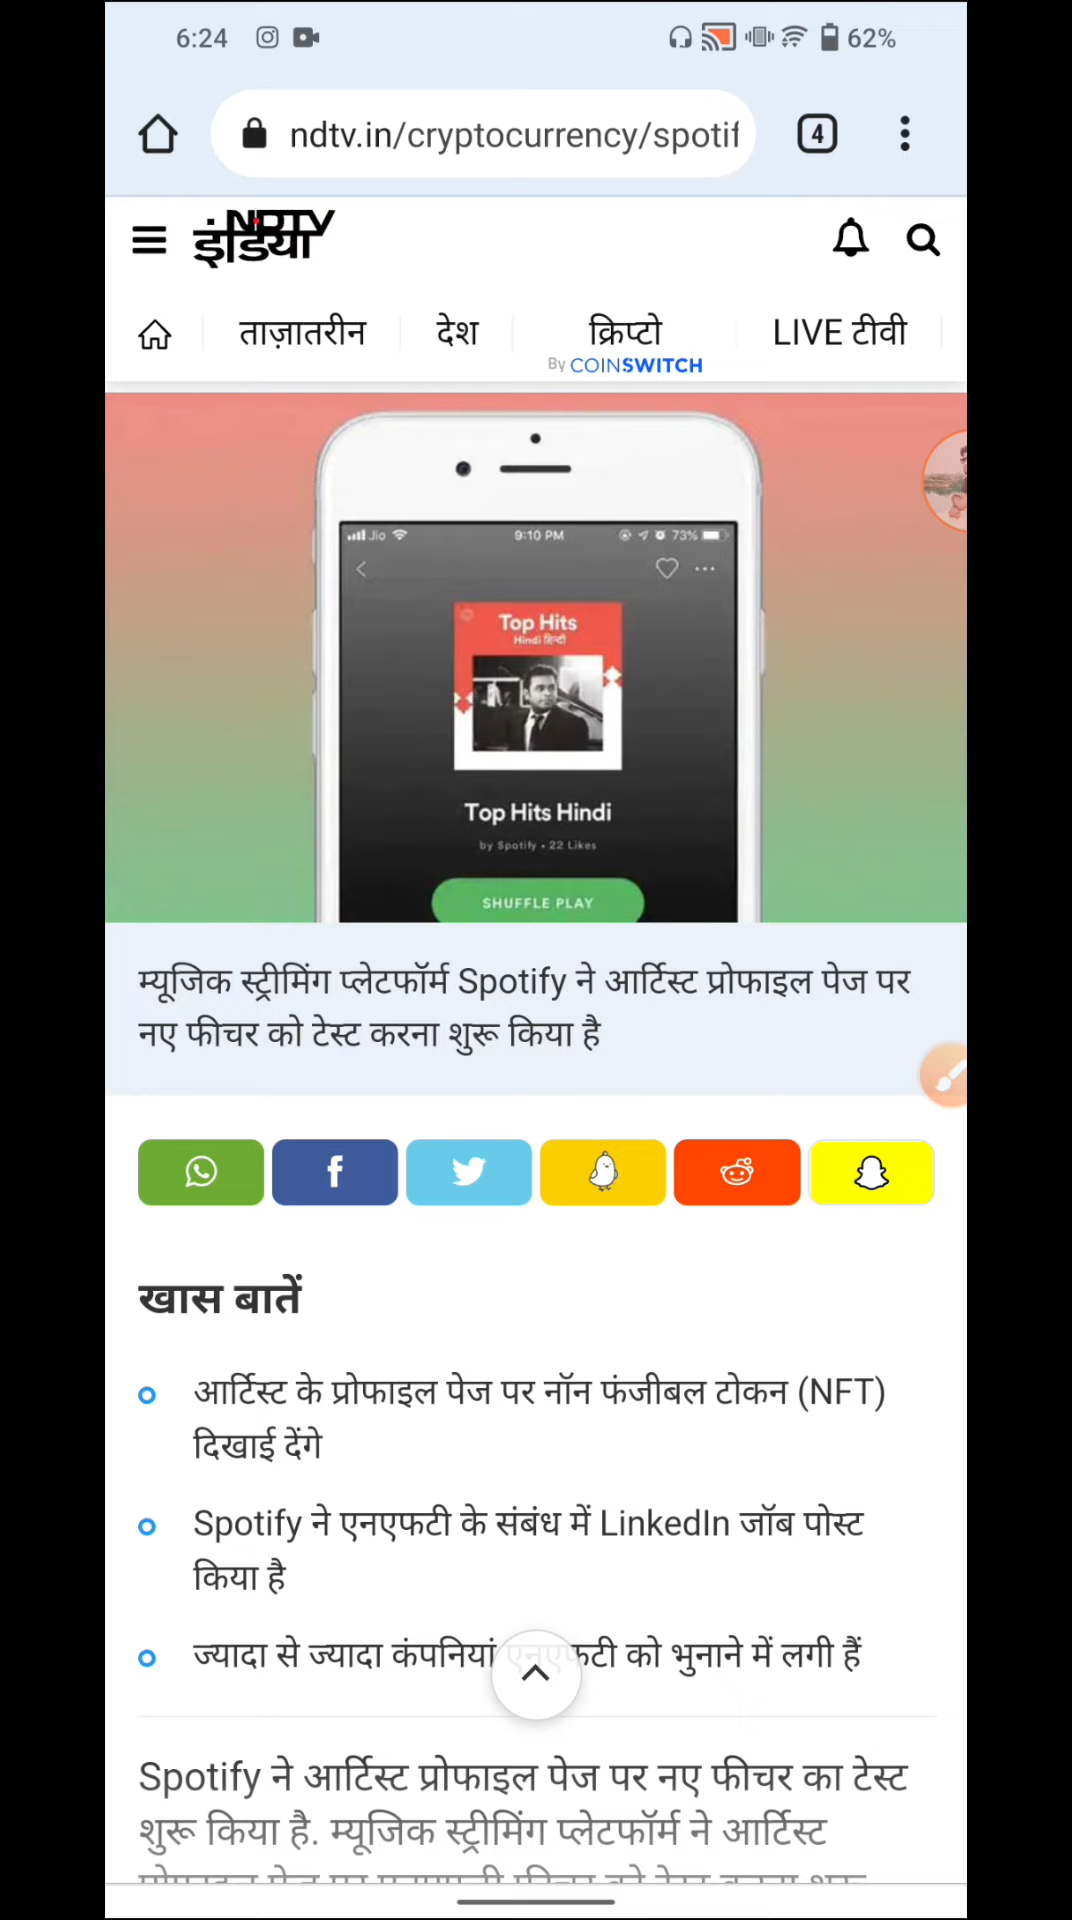 6:24
62%
ndtv.in/cryptocurrency/spotif
4
NDTV
इंडिया
ताज़ातरीन देश क्रिप्टो LIVE टीवी
By COINSWITCH
Jio 9:10 PM 73%
Top Hits
Hindi हिन्दी
Top Hits Hindi
by Spotify • 22 Likes
SHUFFLE PLAY
म्यूजिक स्ट्रीमिंग प्लेटफॉर्म Spotify ने आर्टिस्ट प्रोफाइल पेज पर
नए फीचर को टेस्ट करना शुरू किया है
खास बातें
आर्टिस्ट के प्रोफाइल पेज पर नॉन फंजीबल टोकन (NFT)
दिखाई देंगे
Spotify ने एनएफटी के संबंध में LinkedIn जॉब पोस्ट
किया है
ज्यादा से ज्यादा कंपनियां एनएफटी को भुनाने में लगी हैं
Spotify ने आर्टिस्ट प्रोफाइल पेज पर नए फीचर का टेस्ट
शुरू किया है. म्यूजिक स्ट्रीमिंग प्लेटफॉर्म ने आर्टिस्ट